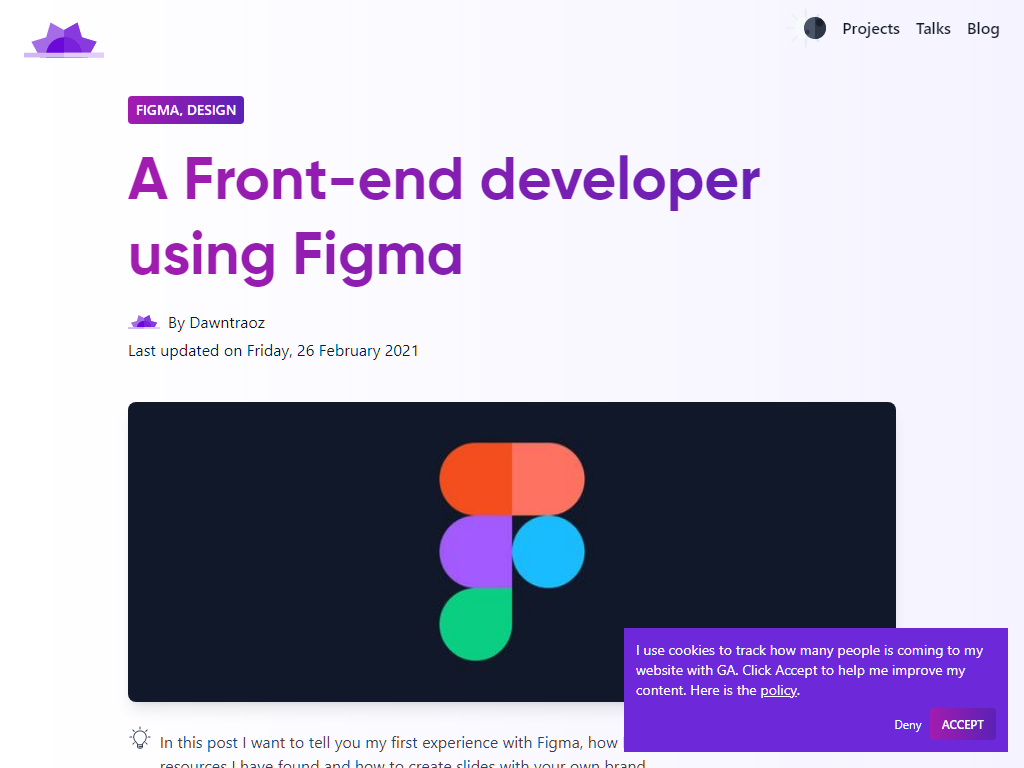 Projects Talks Blog
FIGMA, DESIGN
A Front-end developer
using Figma
By Dawntraoz
Last updated on Friday, 26 February 2021
I use cookies to track how many people is coming to my
website with GA. Click Accept to help me improve my
content. Here is the policy.
Deny ACCEPT
In this post I want to tell you my first experience with Figma, how
resources I have found and how to create slides with your own brand